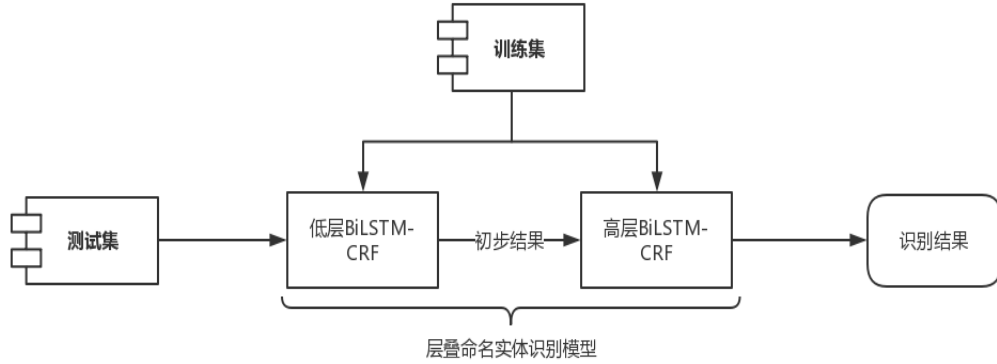 训练集
测试集
低层BiLSTM-
CRF
初步结果
高层BiLSTM-
CRF
识别结果
层叠命名实体识别模型